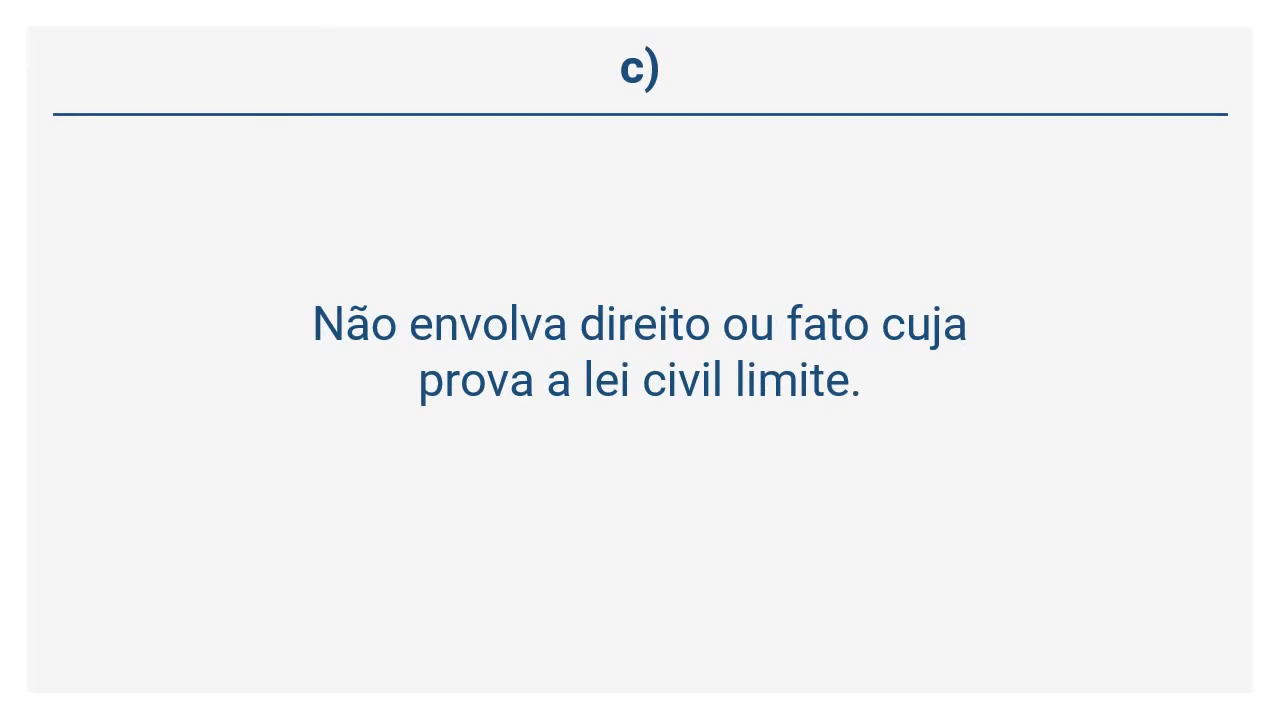 c)
Não envolva direito ou fato cuja
prova a lei civil limite.